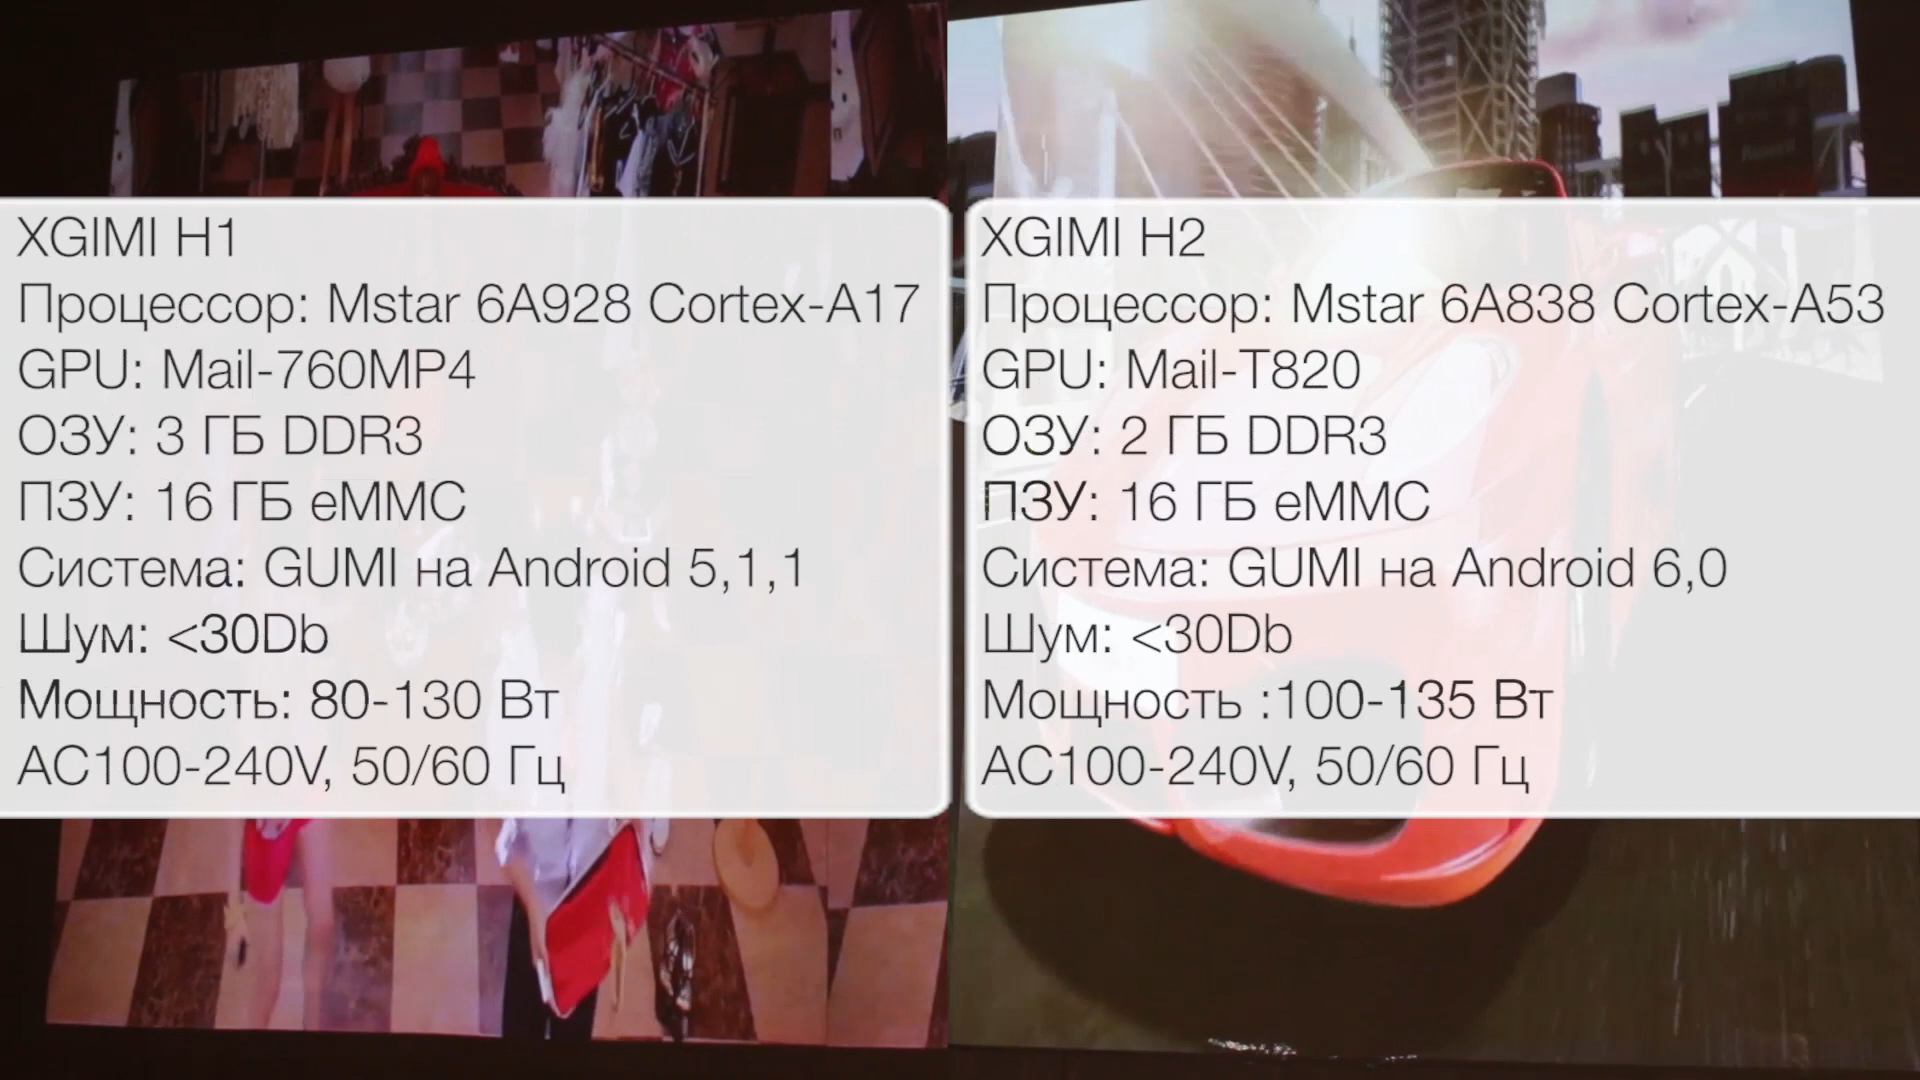 XGIMI H1
Процессор: Mstar 6A928 Cortex-A17
GPU: Mail-760MP4
ОЗУ: 3 ГБ DDR3
ПЗУ: 16 ГБ eMMC
Система: GUMI на Android 5,1,1
Шум: <30Db
Мощность: 80-130 Вт
AC100-240V, 50/60 Гц
XGIMI H2
Процессор: Mstar 6A838 Cortex-A53
GPU: Mail-T820
ОЗУ: 2 ГБ DDR3
ПЗУ: 16 ГБ eMMC
Система: GUMI на Android 6,0
Шум: <30Db
Мощность :100-135 Вт
AC100-240V, 50/60 Гц